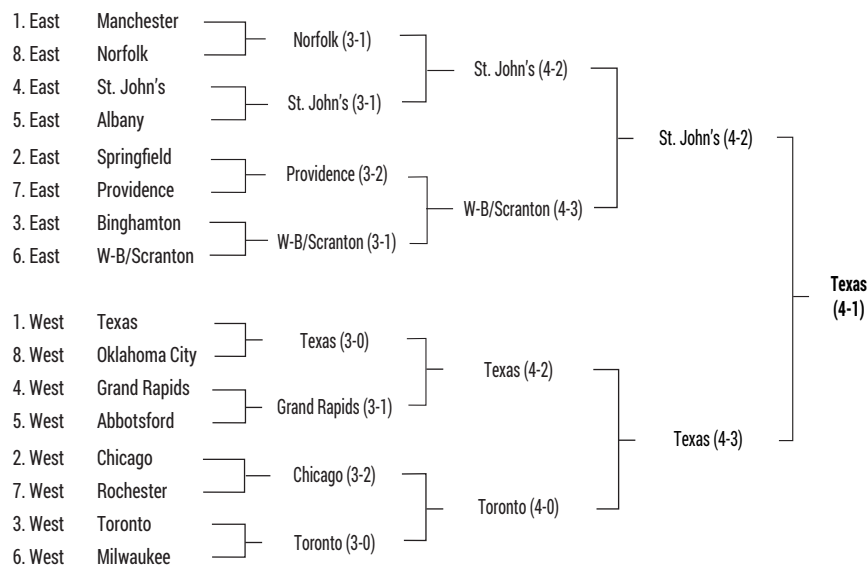 1. East Manchester
8. East Norfolk
Norfolk (3-1)
4. East St. John's
5. East Albany
St. John's (3-1)
St. John's (4-2)
2. East Springfield
7. East Providence
Providence (3-2)
3. East Binghamton
6. East W-B/Scranton
W-B/Scranton (3-1)
W-B/Scranton (4-3)
St. John's (4-2)
1. West Texas
8. West Oklahoma City
Texas (3-0)
4. West Grand Rapids
5. West Abbotsford
Grand Rapids (3-1)
Texas (4-2)
2. West Chicago
7. West Rochester
Chicago (3-2)
3. West Toronto
6. West Milwaukee
Toronto (3-0)
Toronto (4-0)
Texas (4-3)
Texas
(4-1)